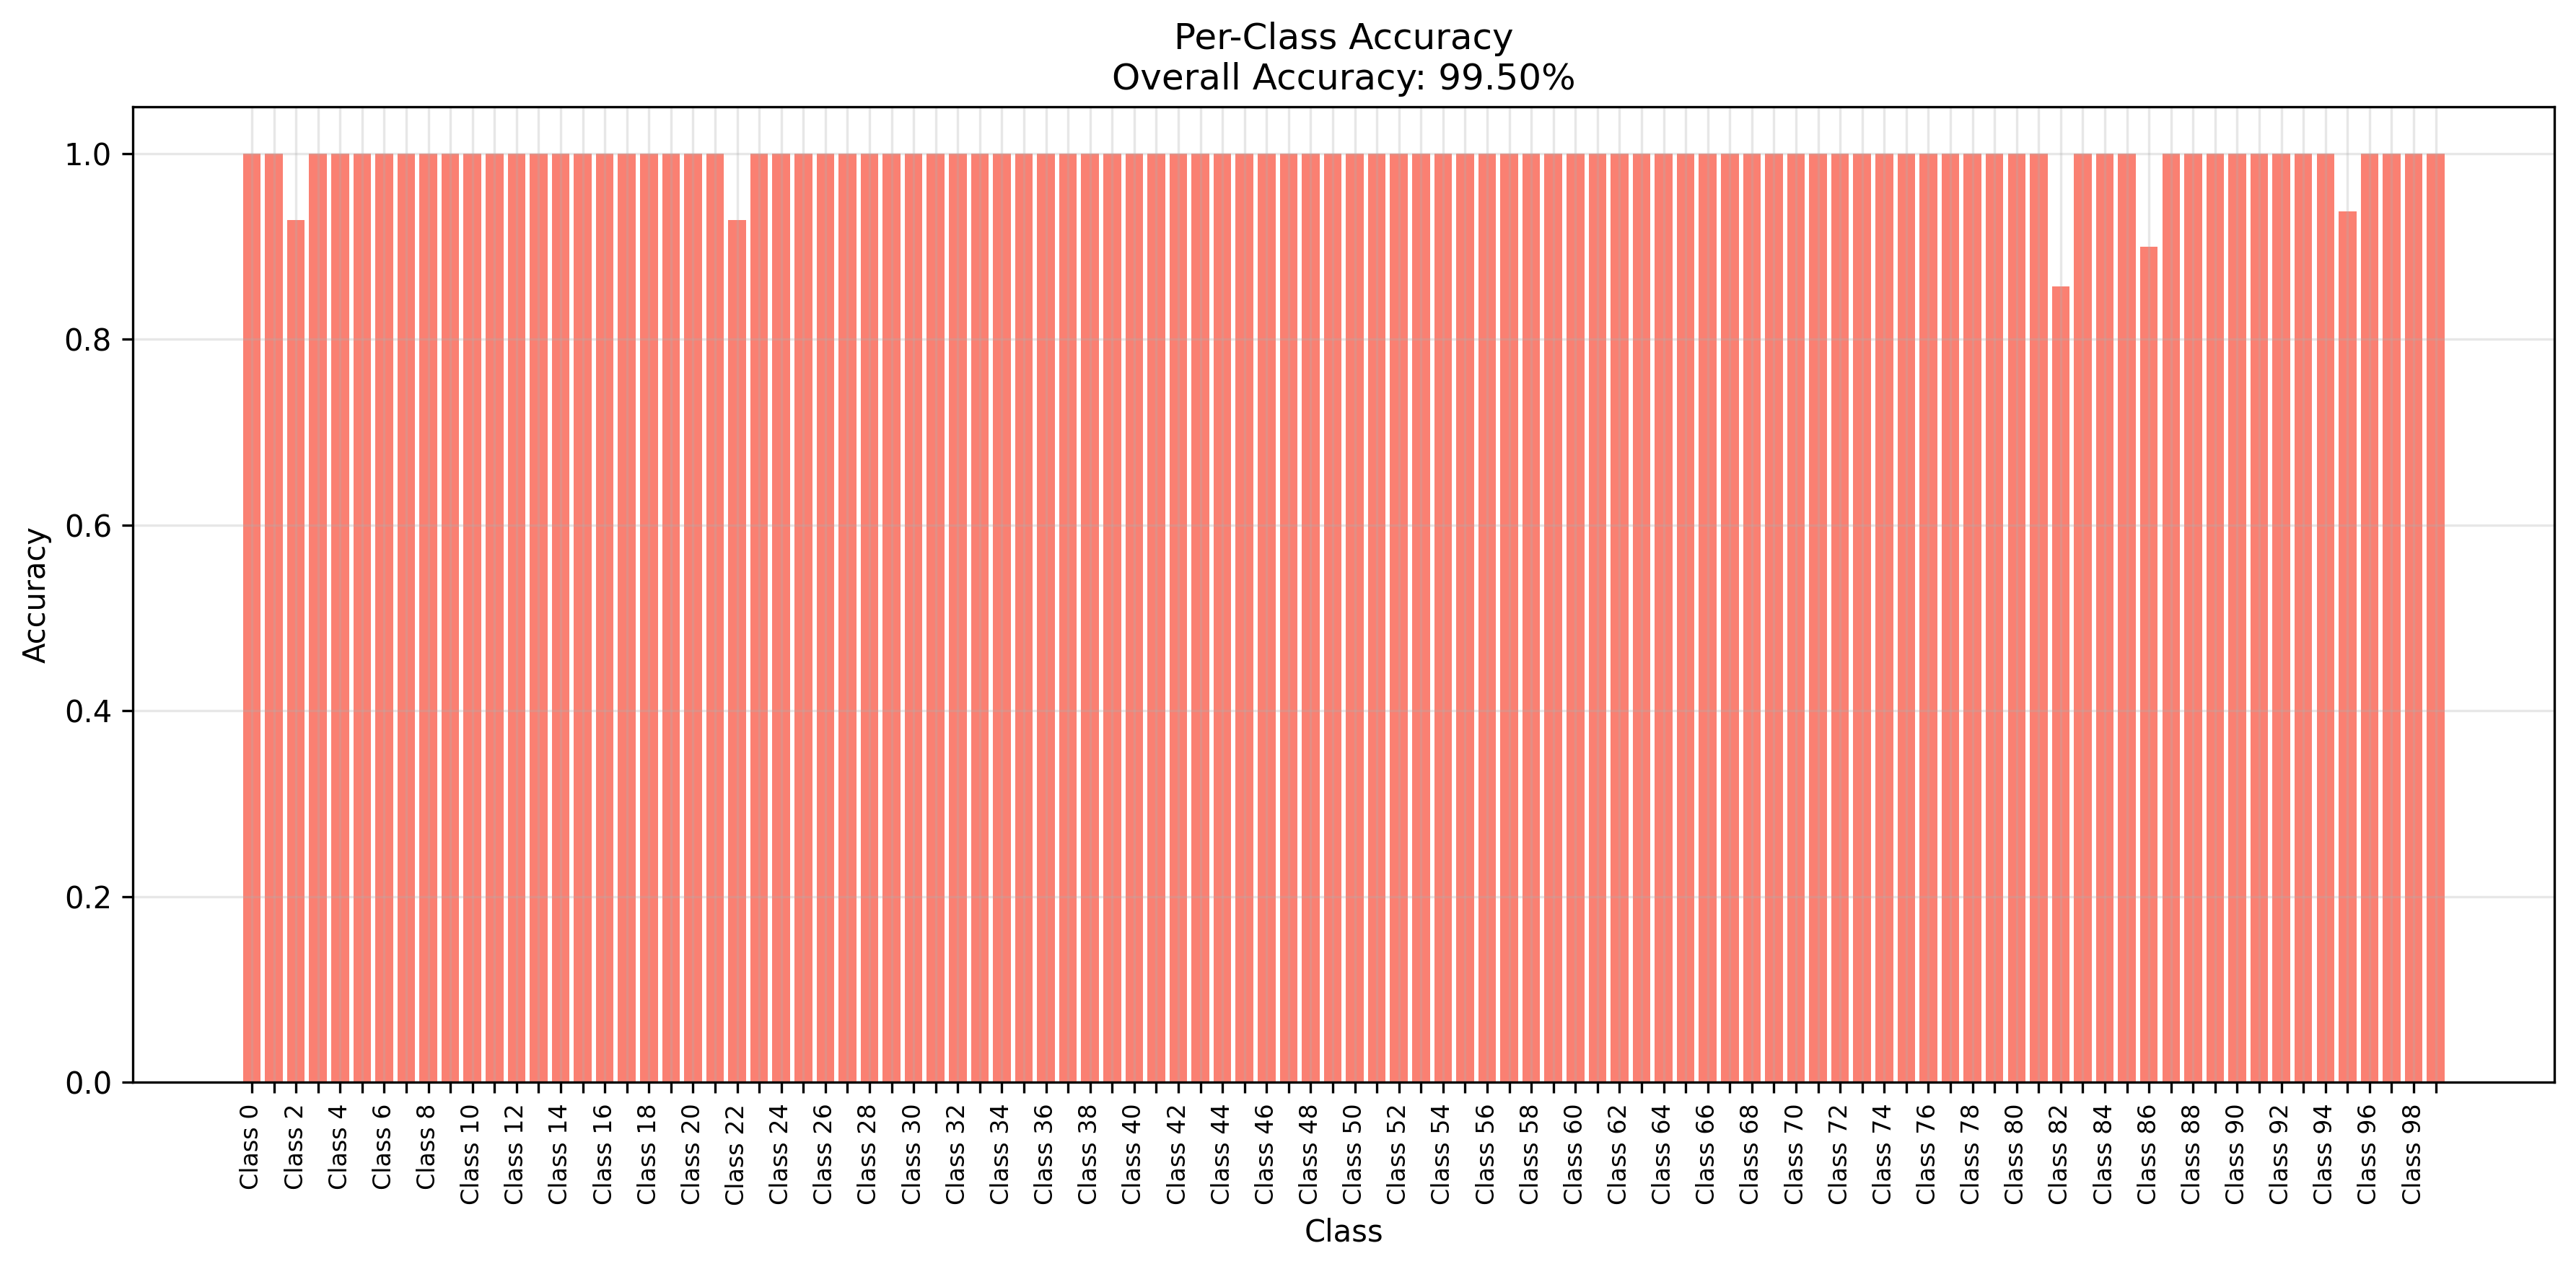 Per-Class Accuracy
Overall Accuracy: 99.50%
Accuracy
1.0
0.8
0.6
0.4
0.2
0.0
Class 0
Class 2
Class 4
Class 6
Class 8
Class 10
Class 12
Class 14
Class 16
Class 18
Class 20
Class 22
Class 24
Class 26
Class 28
Class 30
Class 32
Class 34
Class 36
Class 38
Class 40
Class 42
Class 44
Class 46
Class 48
Class 50
Class 52
Class 54
Class 56
Class 58
Class 60
Class 62
Class 64
Class 66
Class 68
Class 70
Class 72
Class 74
Class 76
Class 78
Class 80
Class 82
Class 84
Class 86
Class 88
Class 90
Class 92
Class 94
Class 96
Class 98
Class